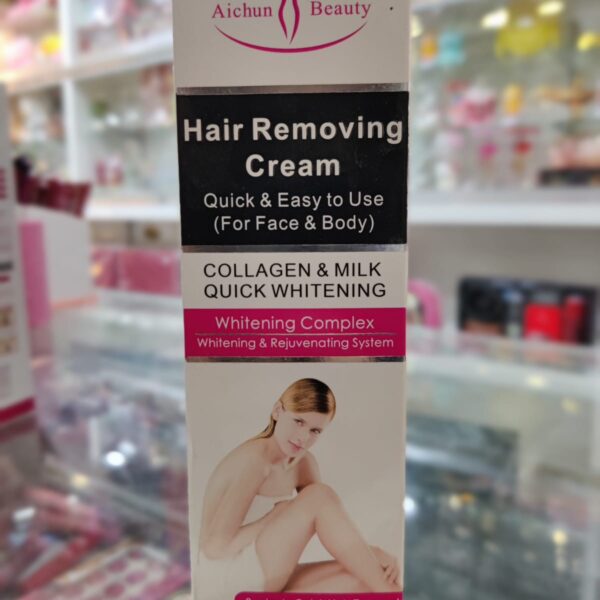 Aichun Beauty
Hair Removing
Cream
Quick & Easy to Use
(For Face & Body)
COLLAGEN & MILK
QUICK WHITENING
Whitening Complex
Whitening & Rejuvenating System